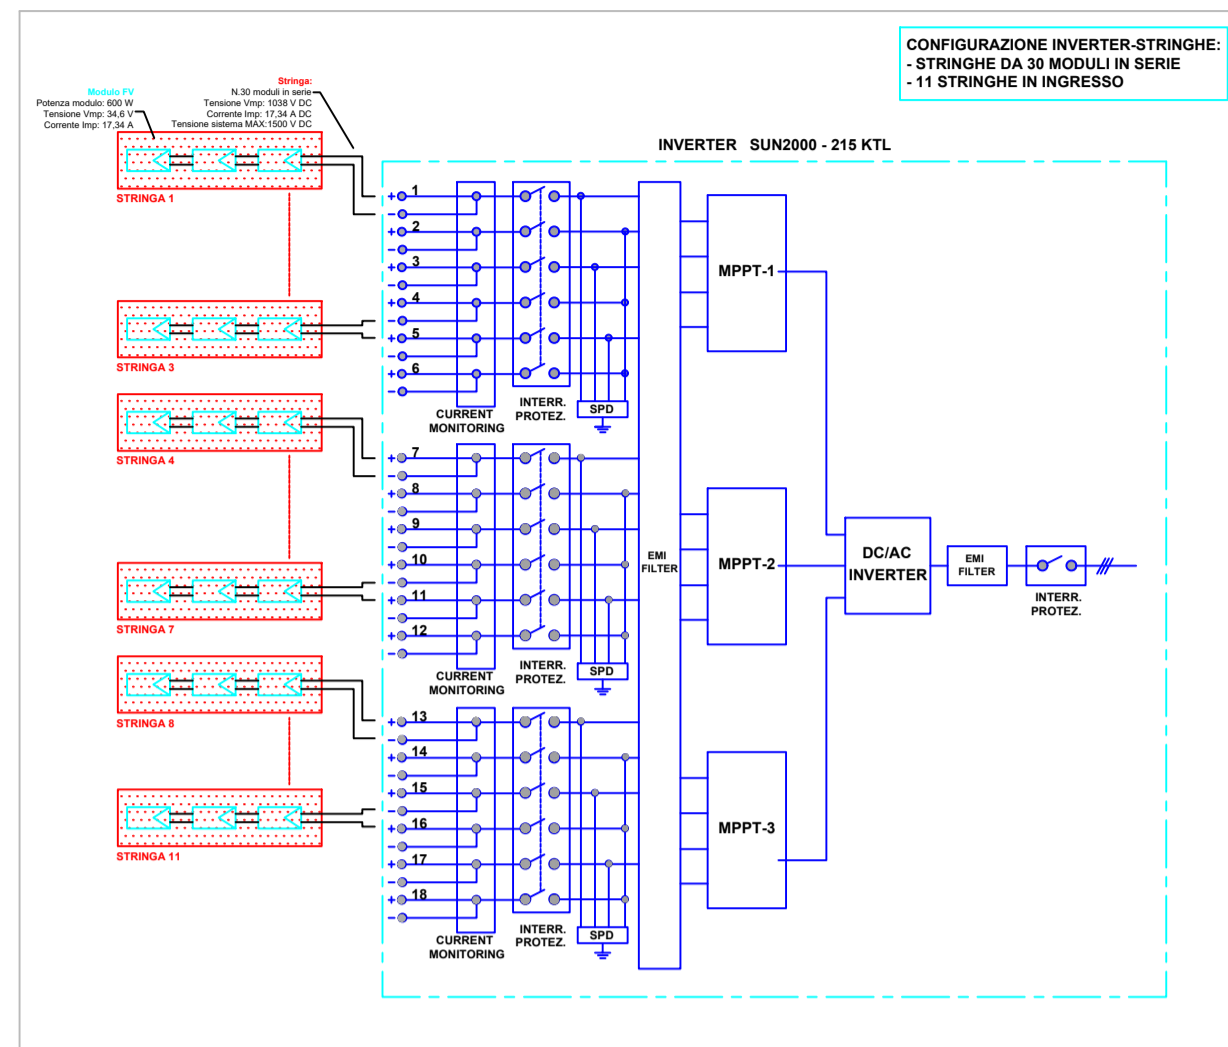 CONFIGURAZIONE INVERTER-STRINGHE:
- STRINGHE DA 30 MODULI IN SERIE
- 11 STRINGHE IN INGRESSO
Modulo FV
Potenza modulo: 600 W
Tensione Vmp: 34,6 V
Corrente Imp: 17,34 A
Stringa:
N.30 moduli in serie
Tensione Vmp: 1038 V DC
Corrente Imp: 17,34 A DC
Tensione sistema MAX:1500 V DC
INVERTER SUN2000 - 215 KTL
STRINGA 1
STRINGA 3
STRINGA 4
STRINGA 7
STRINGA 8
STRINGA 11
+ 1
-
+ 2
-
+ 3
-
+ 4
-
+ 5
-
+ 6
-
CURRENT
MONITORING
INTERR.
PROTEZ.
SPD
+ 7
-
+ 8
-
+ 9
-
+ 10
-
+ 11
-
+ 12
-
CURRENT
MONITORING
INTERR.
PROTEZ.
SPD
+ 13
-
+ 14
-
+ 15
-
+ 16
-
+ 17
-
+ 18
-
CURRENT
MONITORING
INTERR.
PROTEZ.
SPD
EMI
FILTER
MPPT-1
MPPT-2
MPPT-3
DC/AC
INVERTER
EMI
FILTER
INTERR.
PROTEZ.